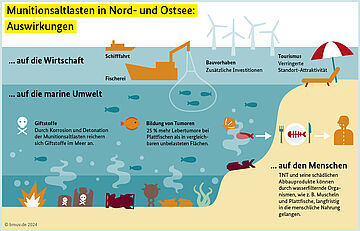 Munitionsaltlasten in Nord- und Ostsee:
Auswirkungen
... auf die Wirtschaft
Schifffahrt
Fischerei
Bauvorhaben
Zusätzliche Investitionen
Tourismus
Verringerte
Standort-Attraktivität
... auf die marine Umwelt
Giftstoffe
Durch Korrosion und Detonation
der Munitionsaltlasten reichern
sich Giftstoffe im Meer an.
Bildung von Tumoren
25 % mehr Lebertumore bei
Plattfischen als in vergleich-
baren unbelasteten Flächen.
... auf den Menschen
TNT und seine schädlichen
Abbauprodukte können
durch wasserfiltrierende Orga-
nismen, wie z. B. Muscheln
und Plattfische, langfristig
in die menschliche Nahrung
gelangen.
© bmuv.de 2024